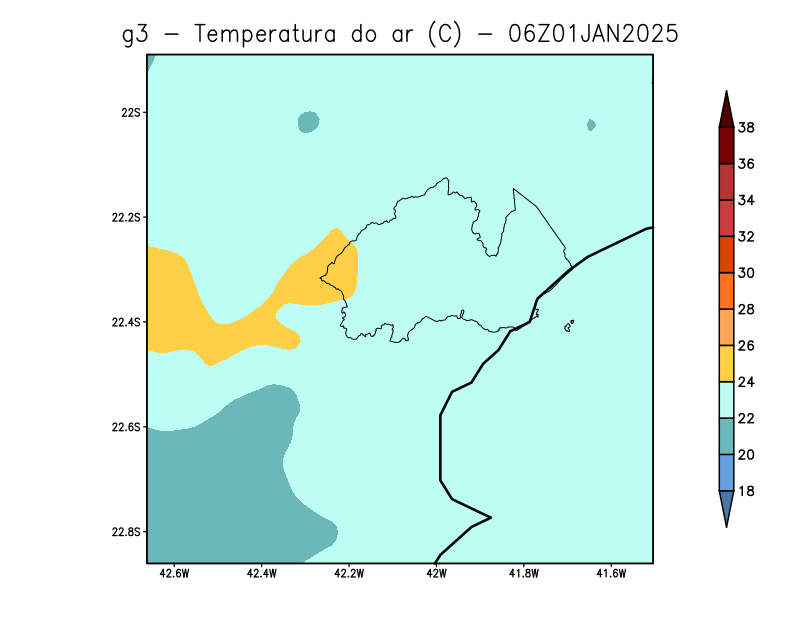 g3 − Temperatura do ar (C) − 06Z01JAN2025
22S
22.2S
22.4S
22.6S
22.8S
42.6W
42.4W
42.2W
42W
41.8W
41.6W
38
36
34
32
30
28
26
24
22
20
18